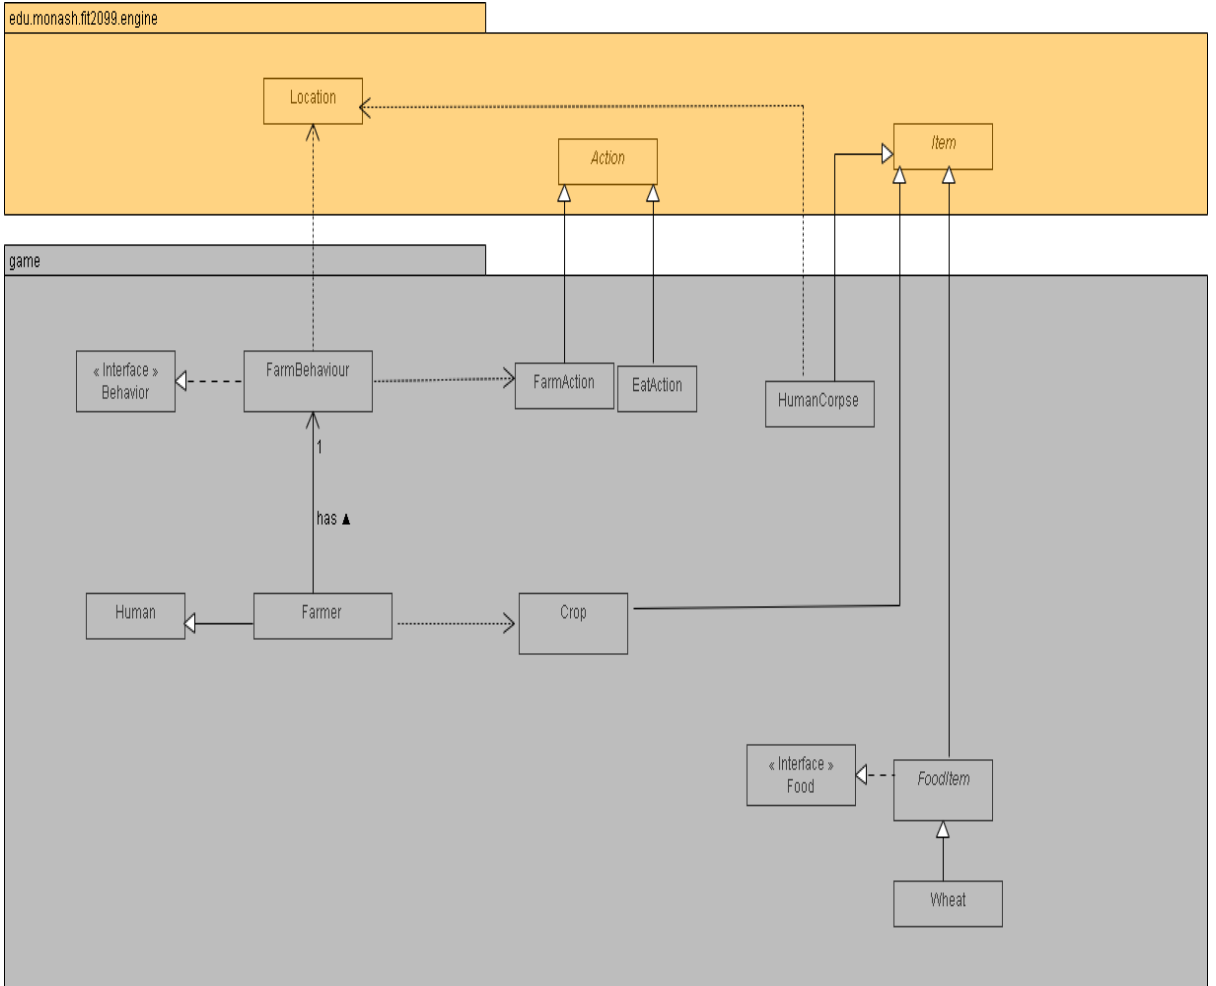 edu.monash.fit2099.engine
Location
Action
Item
game
« Interface »
Behavior
FarmBehaviour
FarmAction
EatAction
HumanCorpse
1
has ▲
Human
Farmer
Crop
« Interface »
Food
FoodItem
Wheat